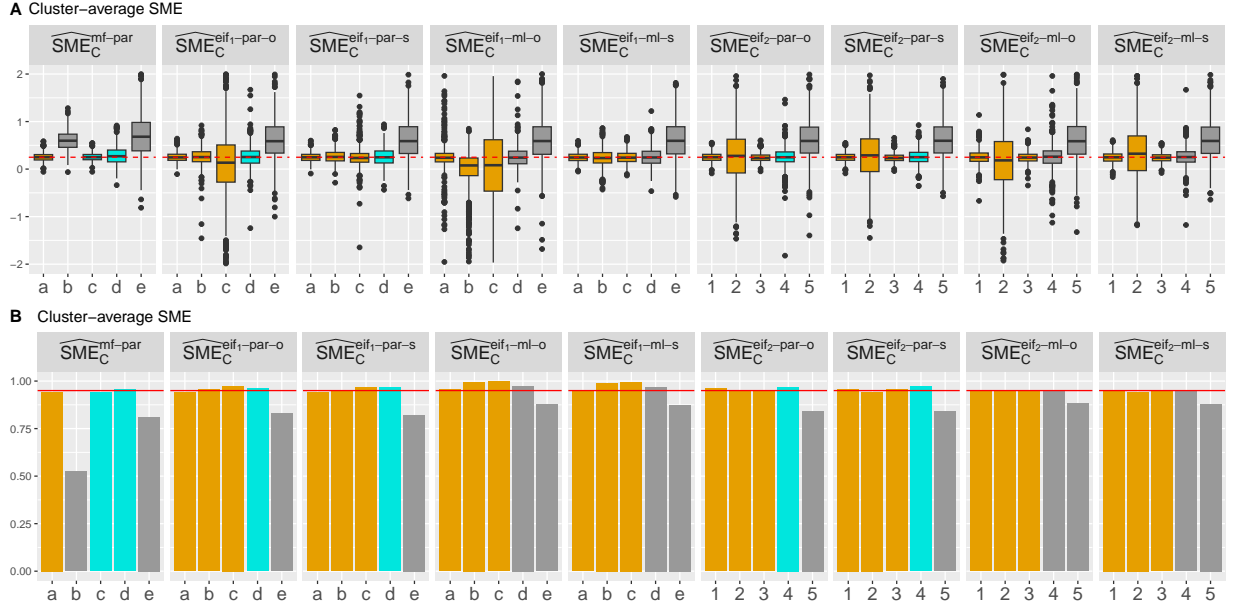 A Cluster−average SME
SME_C^mf−par SME_C^eif₁−par−o SME_C^eif₁−par−s SME_C^eif₁−ml−o SME_C^eif₁−ml−s SME_C^eif₂−par−o SME_C^eif₂−par−s SME_C^eif₂−ml−o SME_C^eif₂−ml−s
2
1
0
−1
−2
a b c d e a b c d e a b c d e a b c d e a b c d e 1 2 3 4 5 1 2 3 4 5 1 2 3 4 5 1 2 3 4 5
B Cluster−average SME
SME_C^mf−par SME_C^eif₁−par−o SME_C^eif₁−par−s SME_C^eif₁−ml−o SME_C^eif₁−ml−s SME_C^eif₂−par−o SME_C^eif₂−par−s SME_C^eif₂−ml−o SME_C^eif₂−ml−s
1.00
0.75
0.50
0.25
0.00
a b c d e a b c d e a b c d e a b c d e a b c d e 1 2 3 4 5 1 2 3 4 5 1 2 3 4 5 1 2 3 4 5